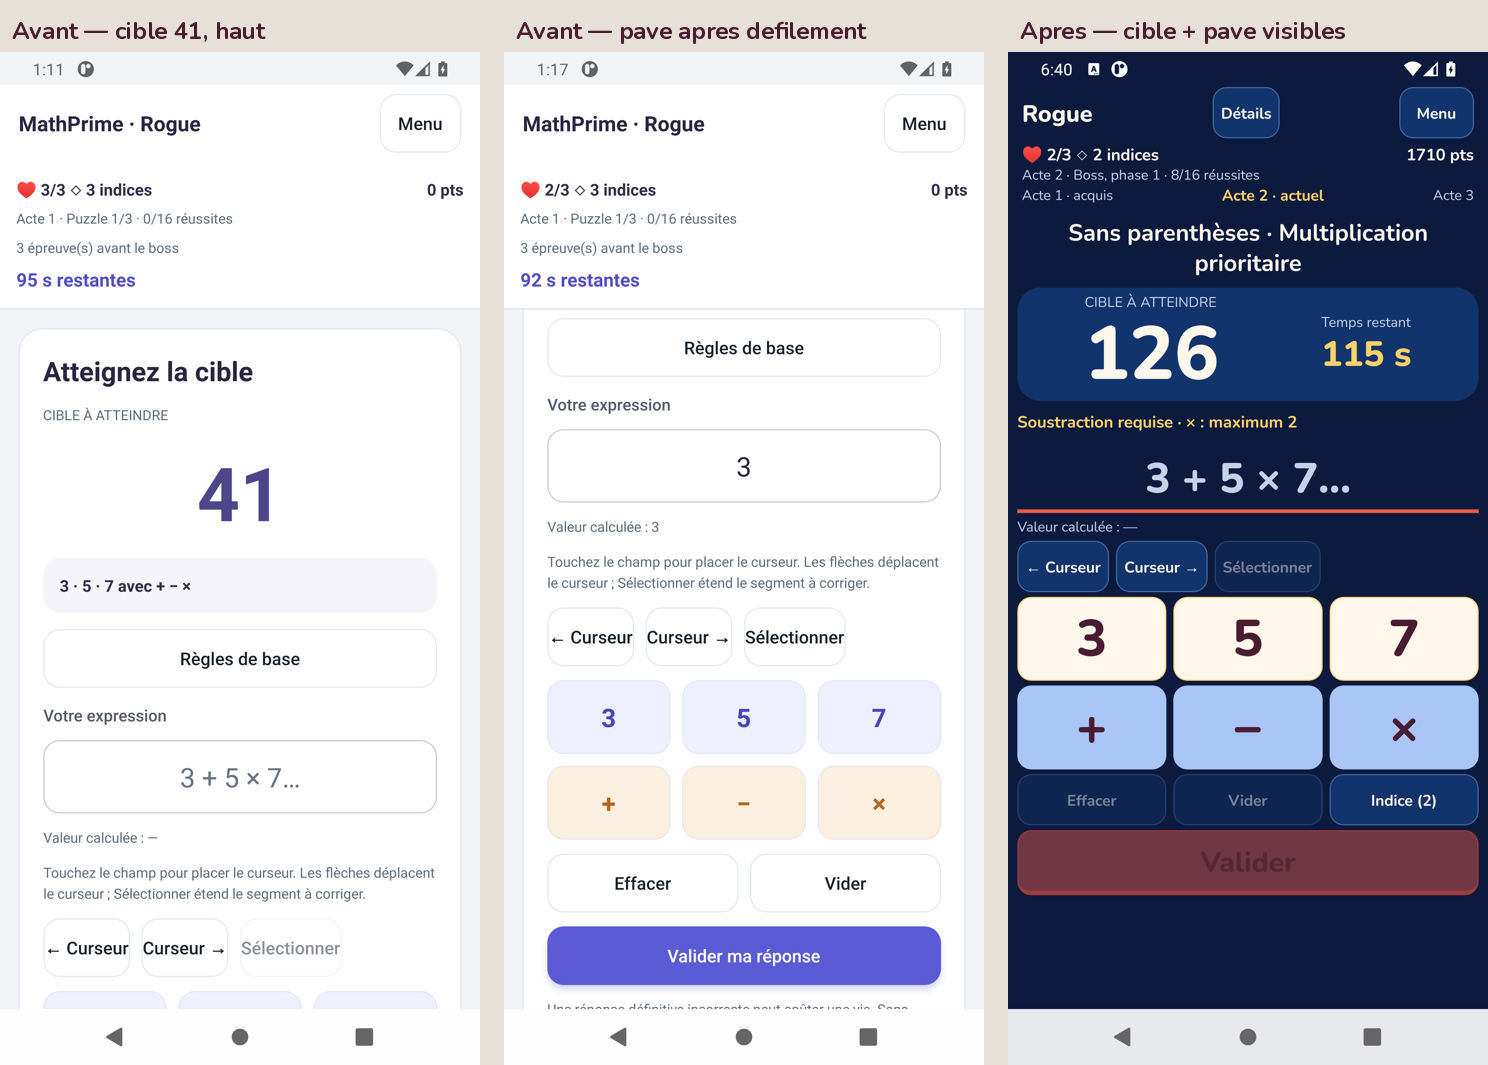 Avant — cible 41, haut
1:11
MathPrime · Rogue
Menu
❤️ 3/3 ◇ 3 indices
0 pts
Acte 1 · Puzzle 1/3 · 0/16 réussites
3 épreuve(s) avant le boss
95 s restantes
Atteignez la cible
CIBLE À ATTEINDRE
41
3 · 5 · 7 avec + − ×
Règles de base
Votre expression
3 + 5 × 7…
Valeur calculée : —
Touchez le champ pour placer le curseur. Les flèches déplacent
le curseur ; Sélectionner étend le segment à corriger.
← Curseur
Curseur →
Sélectionner
Avant — pave apres defilement
1:17
MathPrime · Rogue
Menu
❤️ 2/3 ◇ 3 indices
0 pts
Acte 1 · Puzzle 1/3 · 0/16 réussites
3 épreuve(s) avant le boss
92 s restantes
Règles de base
Votre expression
3
Valeur calculée : 3
Touchez le champ pour placer le curseur. Les flèches déplacent
le curseur ; Sélectionner étend le segment à corriger.
← Curseur
Curseur →
Sélectionner
3
5
7
+
−
×
Effacer
Vider
Valider ma réponse
Une réponse définitive incorrecte peut coûter une vie. Sans
Apres — cible + pave visibles
6:40
Rogue
Détails
Menu
❤️ 2/3 ◇ 2 indices
1710 pts
Acte 2 · Boss, phase 1 · 8/16 réussites
Acte 1 · acquis
Acte 2 · actuel
Acte 3
Sans parenthèses · Multiplication
prioritaire
CIBLE À ATTEINDRE
126
Temps restant
115 s
Soustraction requise · × : maximum 2
3 + 5 × 7…
Valeur calculée : —
← Curseur
Curseur →
Sélectionner
3
5
7
+
−
×
Effacer
Vider
Indice (2)
Valider